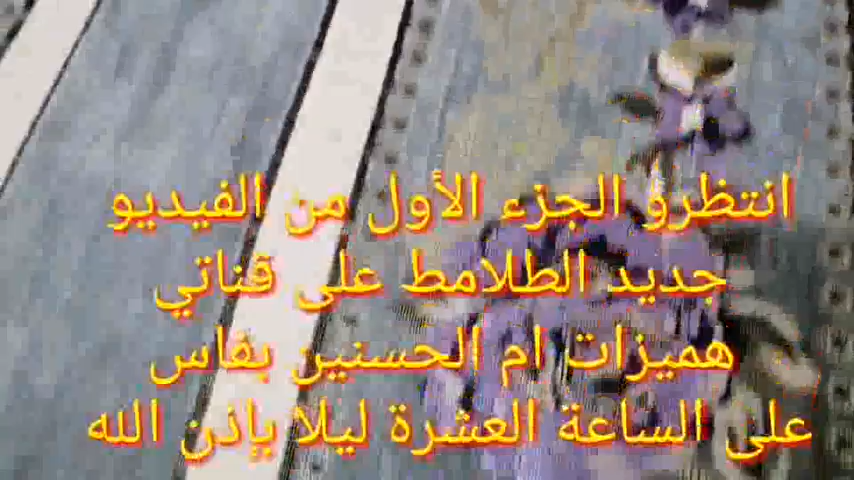 انتظرو الجزء الأول من الفيديو
جديد الطلامط على قناتي
هميزات ام الحسنين بفاس
على الساعة العشرة ليلا بإذن الله